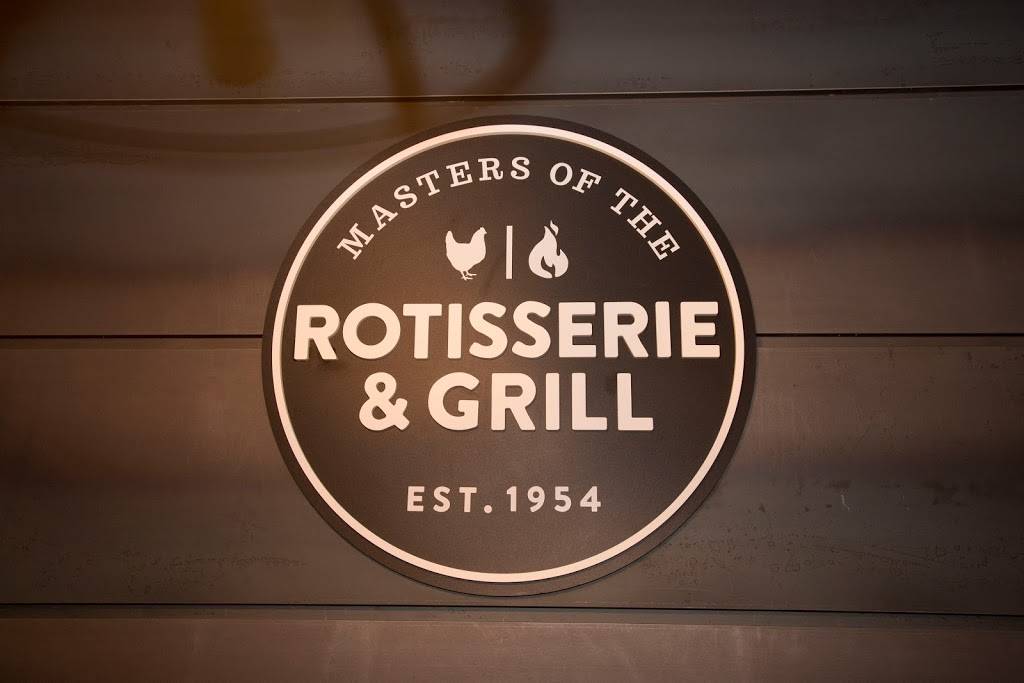 MASTERS OF THE
ROTISSERIE
& GRILL
EST. 1954